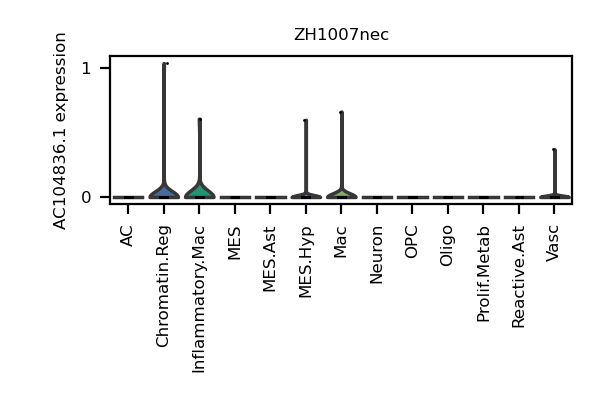 ZH1007nec
AC104836.1 expression
1
0
AC
Chromatin.Reg
Inflammatory.Mac
MES
MES.Ast
MES.Hyp
Mac
Neuron
OPC
Oligo
Prolif.Metab
Reactive.Ast
Vasc